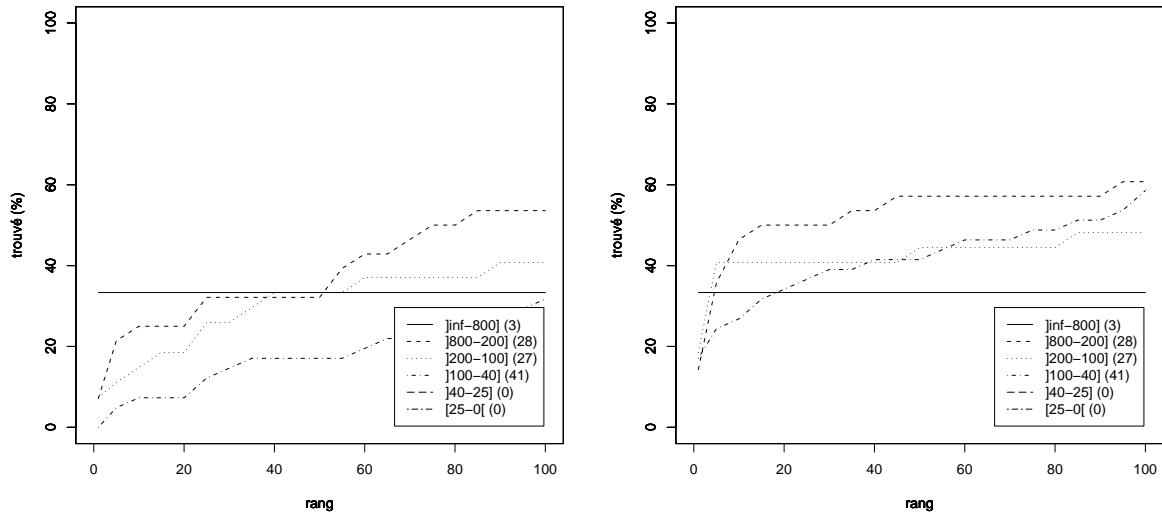 100
80
60
40
20
0
trouvé (%)
]inf−800] (3)
]800−200] (28)
]200−100] (27)
]100−40] (41)
]40−25] (0)
[25−0[ (0)
0 20 40 60 80 100
rang
100
80
60
40
20
0
trouvé (%)
]inf−800] (3)
]800−200] (28)
]200−100] (27)
]100−40] (41)
]40−25] (0)
[25−0[ (0)
0 20 40 60 80 100
rang